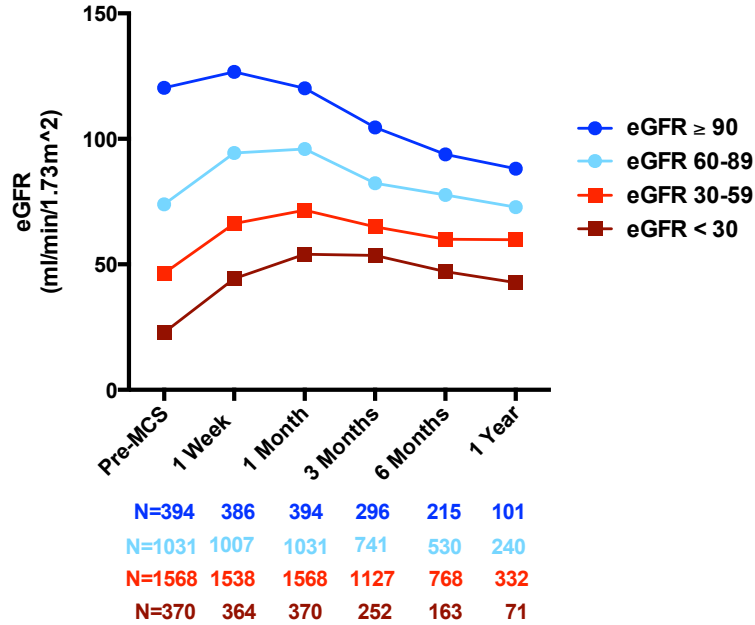 150
100
50
0
eGFR
(ml/min/1.73m^2)
eGFR ≥ 90
eGFR 60-89
eGFR 30-59
eGFR < 30
Pre-MCS
1 Week
1 Month
3 Months
6 Months
1 Year
N=394 386 394 296 215 101
N=1031 1007 1031 741 530 240
N=1568 1538 1568 1127 768 332
N=370 364 370 252 163 71